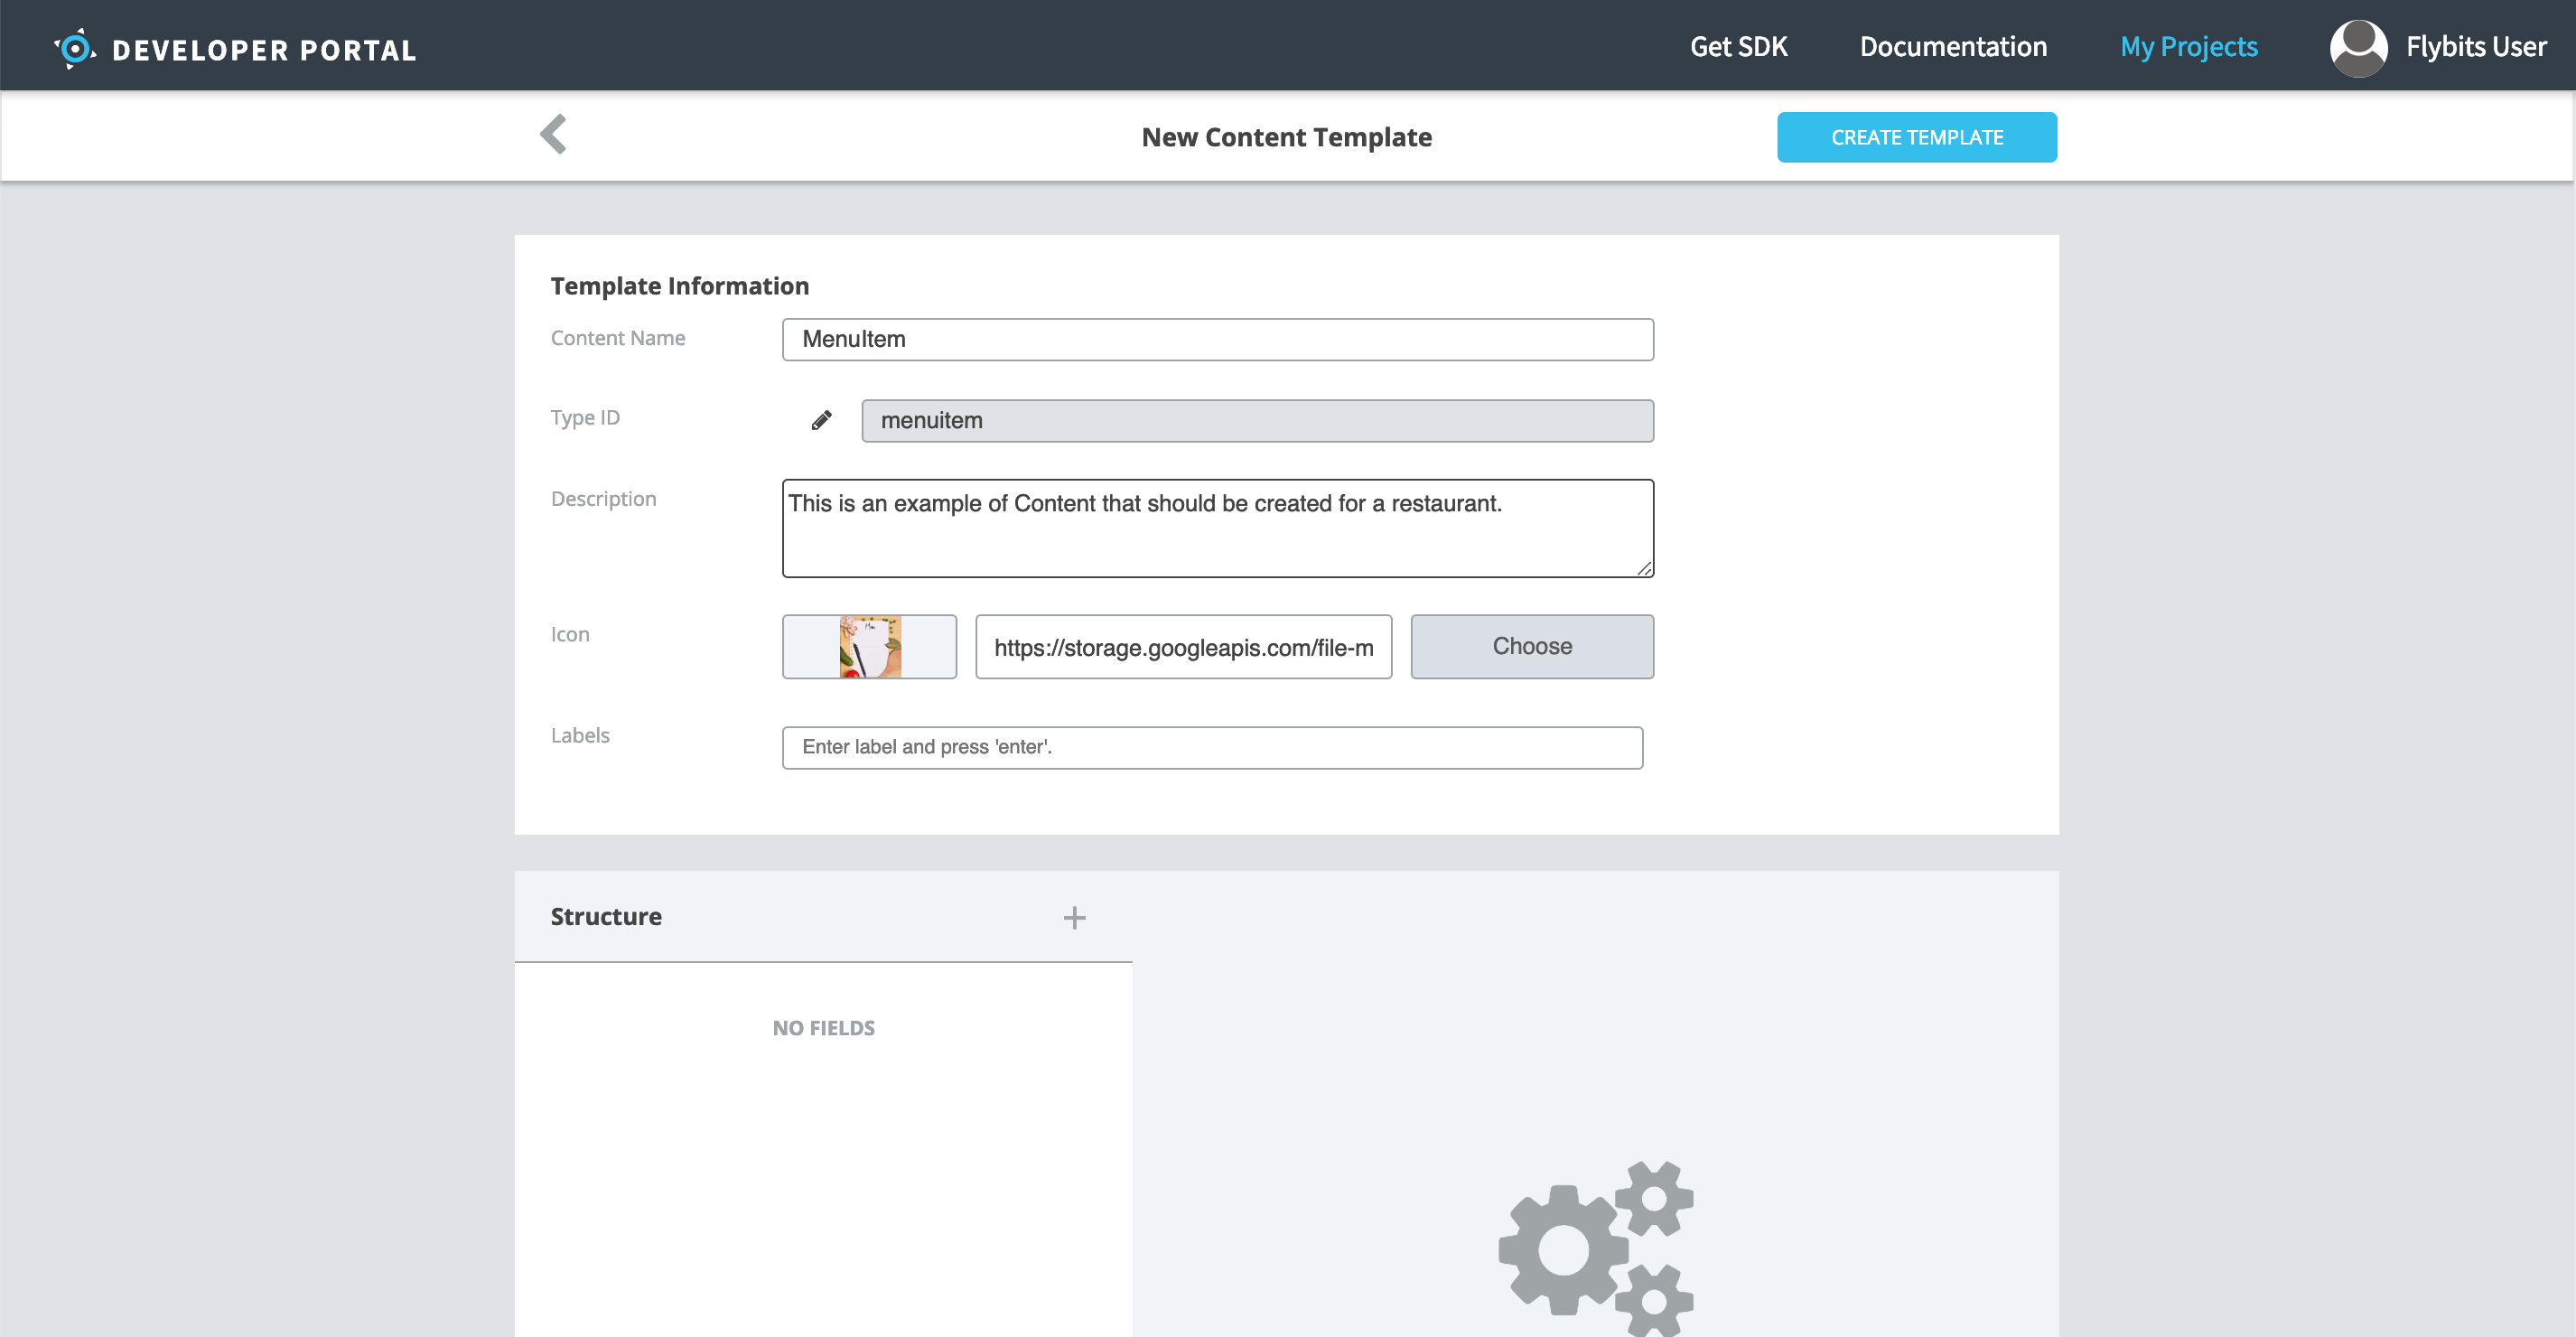 DEVELOPER PORTAL
Get SDK
Documentation
My Projects
Flybits User
New Content Template
CREATE TEMPLATE
Template Information
Content Name
MenuItem
Type ID
menuitem
Description
This is an example of Content that should be created for a restaurant.
Icon
https://storage.googleapis.com/file-m
Choose
Labels
Enter label and press 'enter'.
Structure
NO FIELDS